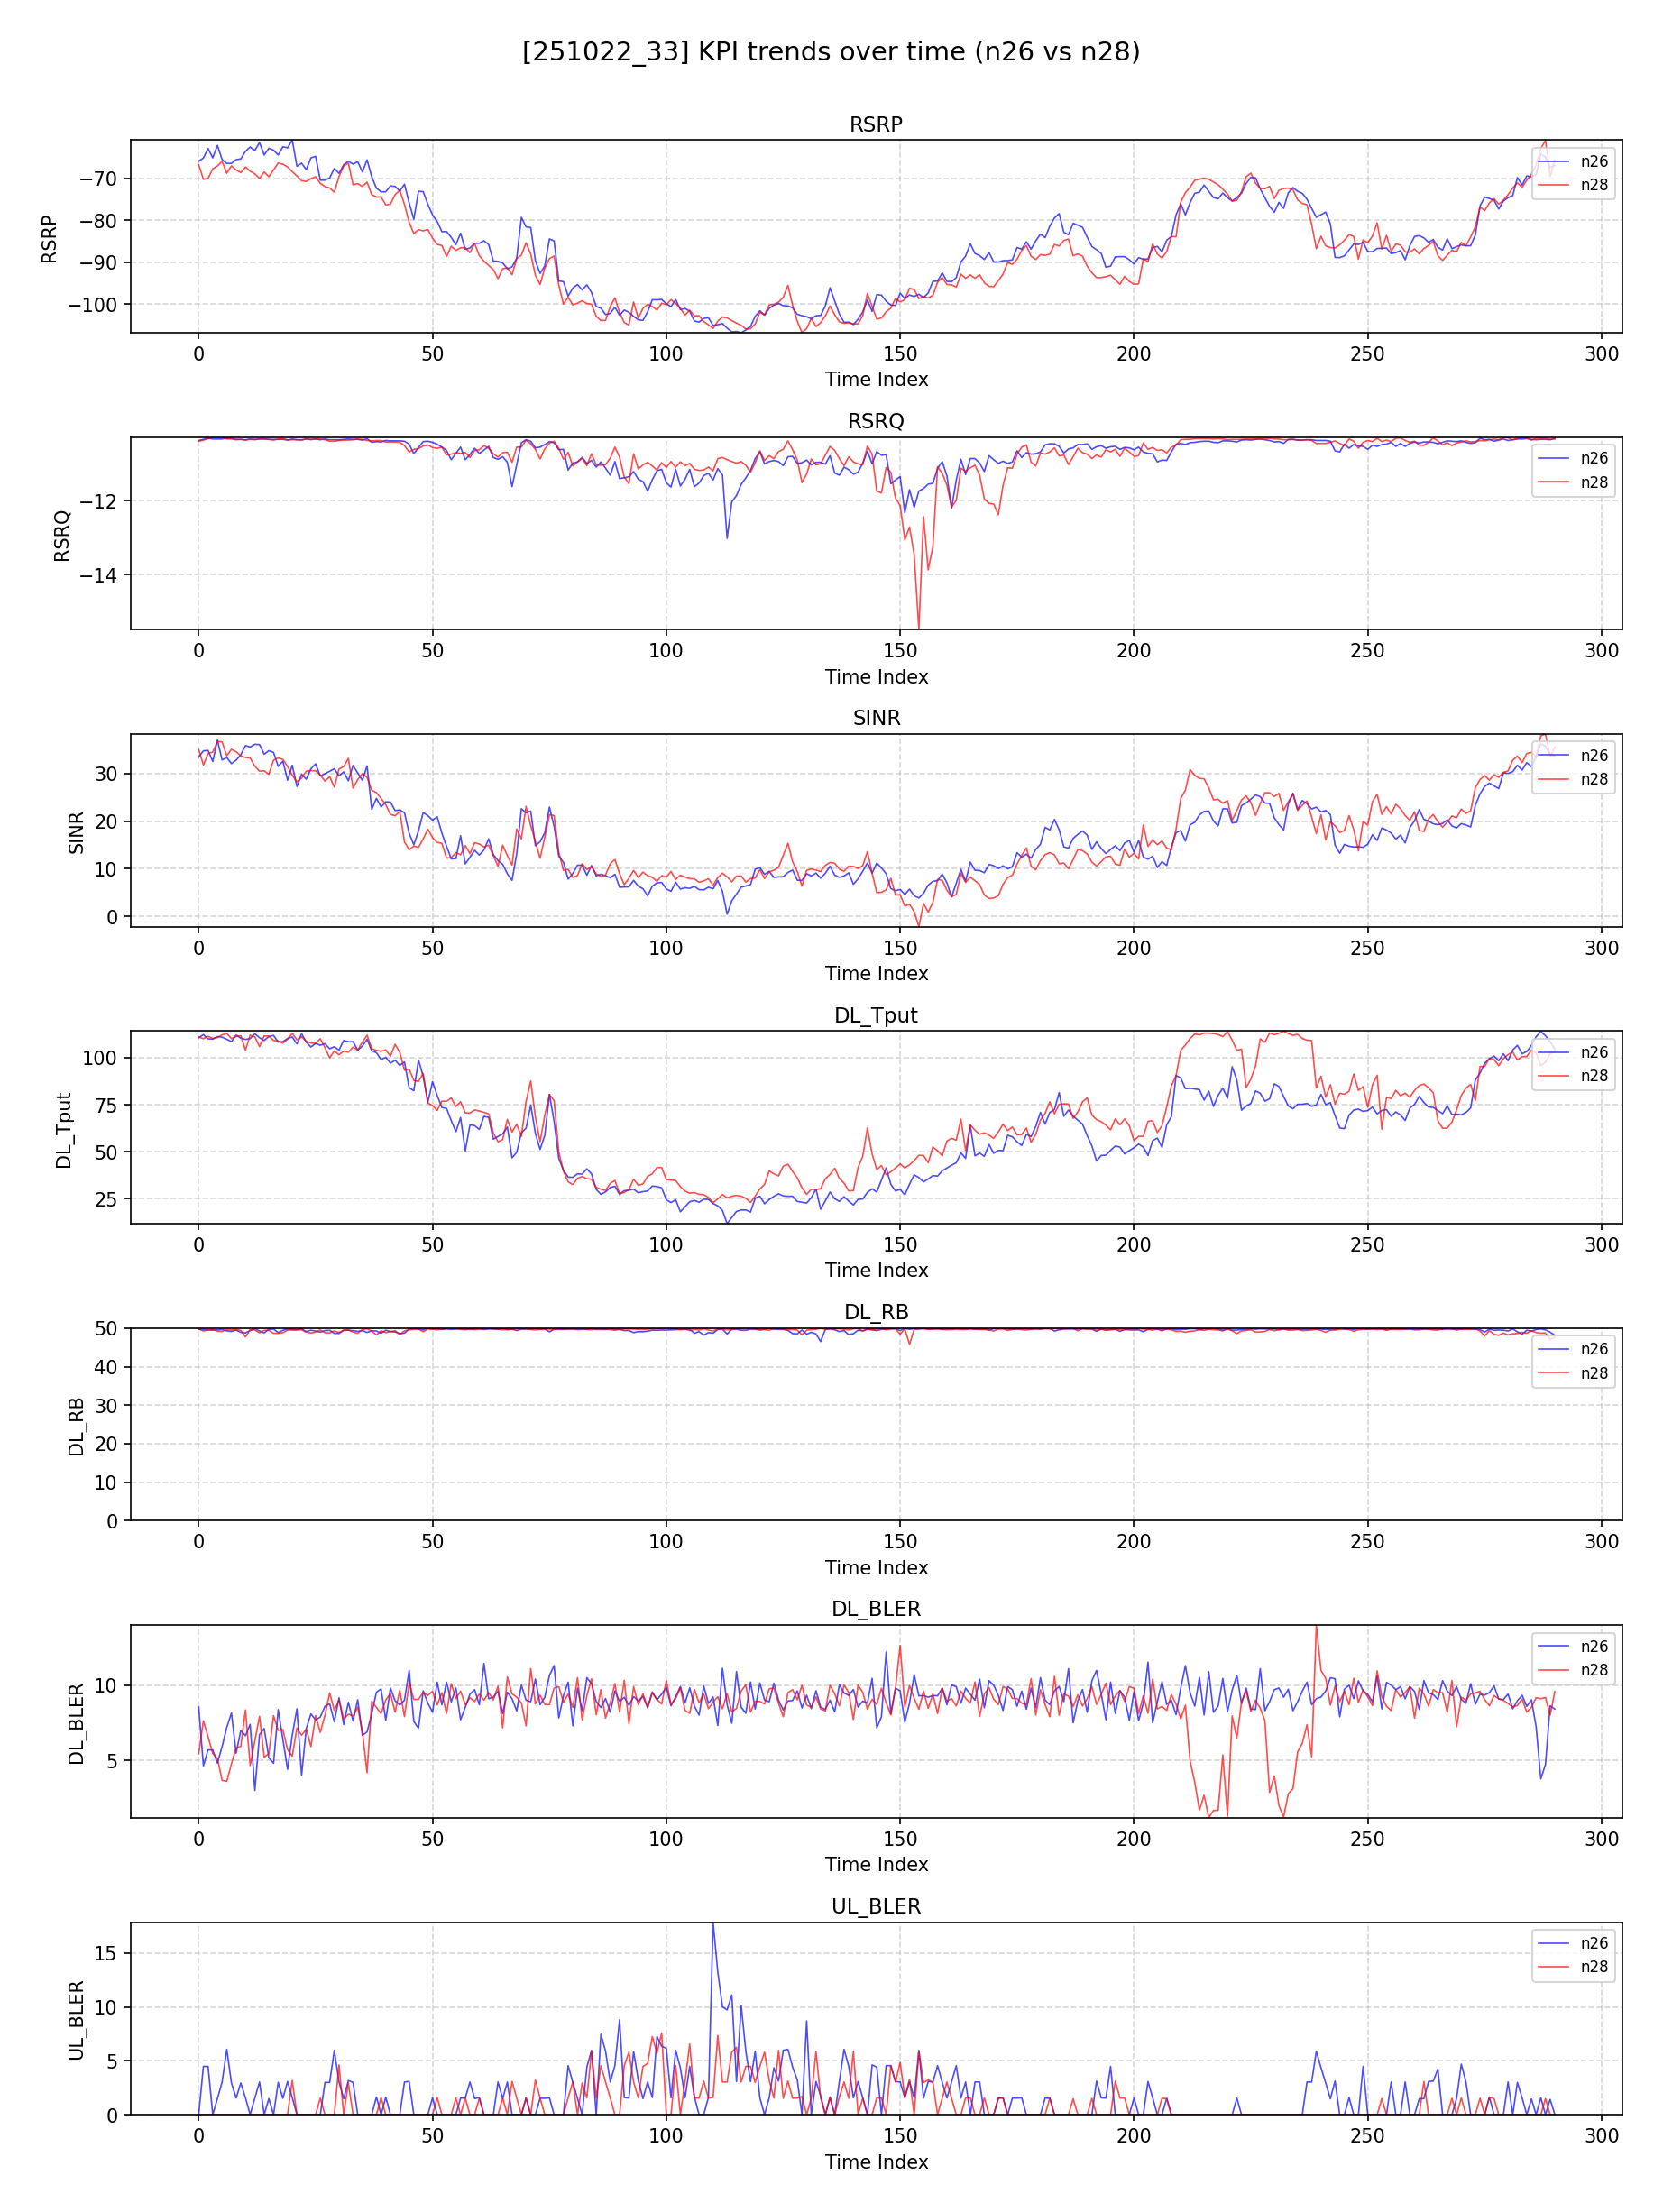 [251022_33] KPI trends over time (n26 vs n28)
RSRP
RSRP
−70
−80
−90
−100
n26
n28
0 50 100 150 200 250 300
Time Index
RSRQ
RSRQ
−12
−14
n26
n28
0 50 100 150 200 250 300
Time Index
SINR
SINR
30
20
10
0
n26
n28
0 50 100 150 200 250 300
Time Index
DL_Tput
DL_Tput
100
75
50
25
n26
n28
0 50 100 150 200 250 300
Time Index
DL_RB
DL_RB
50
40
30
20
10
0
n26
n28
0 50 100 150 200 250 300
Time Index
DL_BLER
DL_BLER
10
5
n26
n28
0 50 100 150 200 250 300
Time Index
UL_BLER
UL_BLER
15
10
5
0
n26
n28
0 50 100 150 200 250 300
Time Index